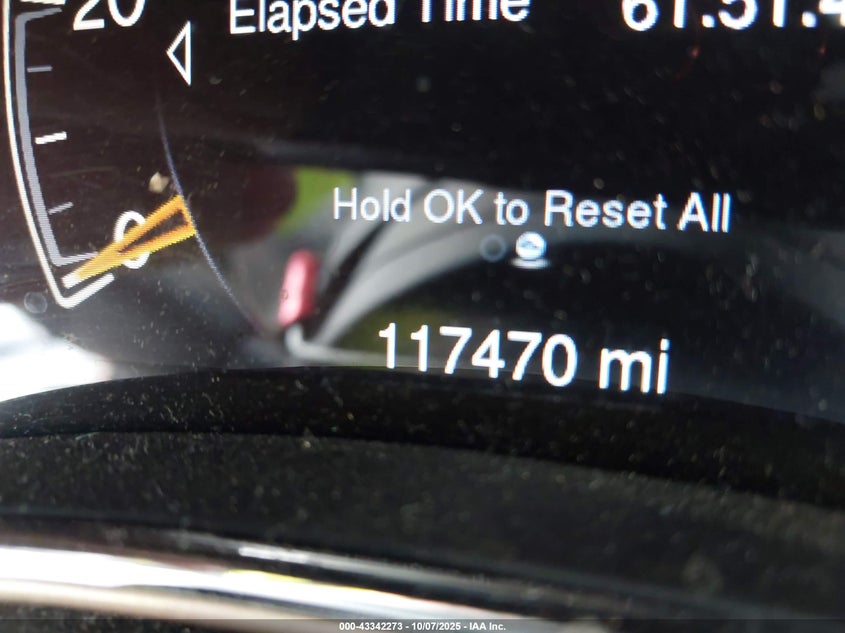 20
Elapsed Time
0
Hold OK to Reset All
117470 mi
000-43342273 - 10/07/2025 - IAA Inc.